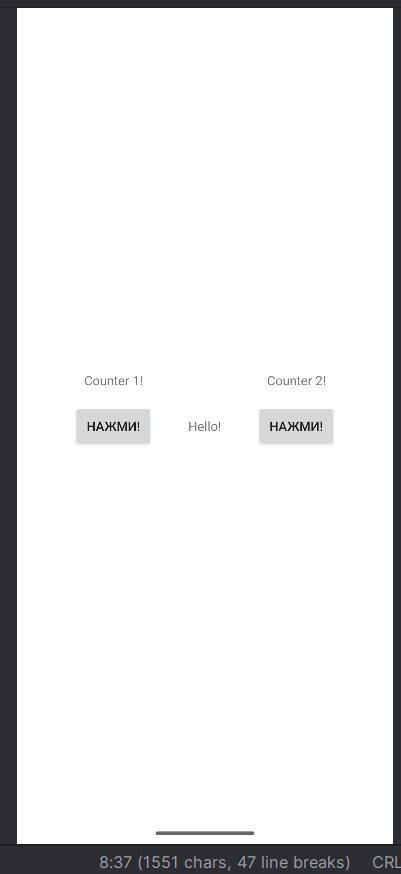 Counter 1! Counter 2!
НАЖМИ! Hello! НАЖМИ!
8:37 (1551 chars, 47 line breaks) CRL